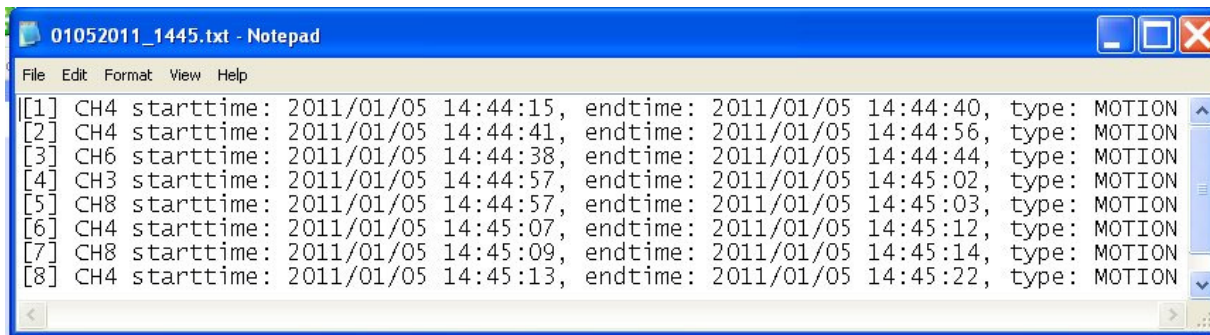 01052011_1445.txt - Notepad
File Edit Format View Help
[1] CH4 starttime: 2011/01/05 14:44:15, endtime: 2011/01/05 14:44:40, type: MOTION
[2] CH4 starttime: 2011/01/05 14:44:41, endtime: 2011/01/05 14:44:56, type: MOTION
[3] CH6 starttime: 2011/01/05 14:44:38, endtime: 2011/01/05 14:44:44, type: MOTION
[4] CH3 starttime: 2011/01/05 14:44:57, endtime: 2011/01/05 14:45:02, type: MOTION
[5] CH8 starttime: 2011/01/05 14:44:57, endtime: 2011/01/05 14:45:03, type: MOTION
[6] CH4 starttime: 2011/01/05 14:45:07, endtime: 2011/01/05 14:45:12, type: MOTION
[7] CH8 starttime: 2011/01/05 14:45:09, endtime: 2011/01/05 14:45:14, type: MOTION
[8] CH4 starttime: 2011/01/05 14:45:13, endtime: 2011/01/05 14:45:22, type: MOTION